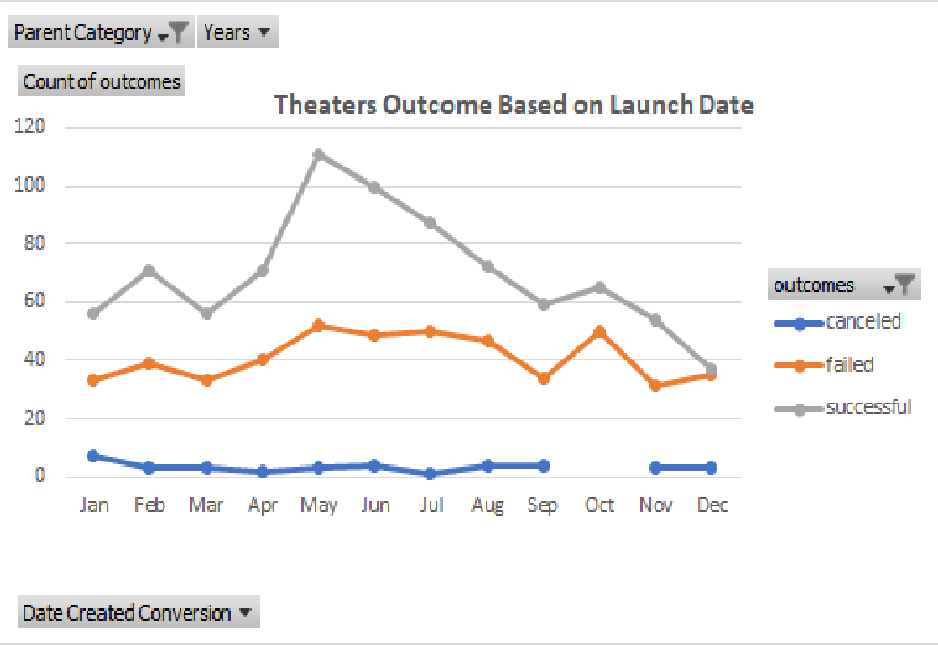 Parent Category Years
Count of outcomes
Theaters Outcome Based on Launch Date
120
100
80
60
40
20
0
Jan Feb Mar Apr May Jun Jul Aug Sep Oct Nov Dec
outcomes
canceled
failed
successful
Date Created Conversion